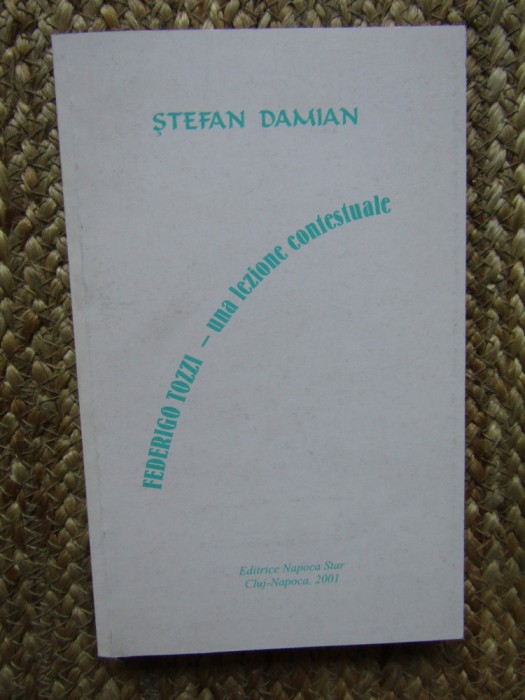 ŞTEFAN DAMIAN
FEDERIGO TOZZI – una lezione contestuale
Editrice Napoca Star
Cluj-Napoca, 2001